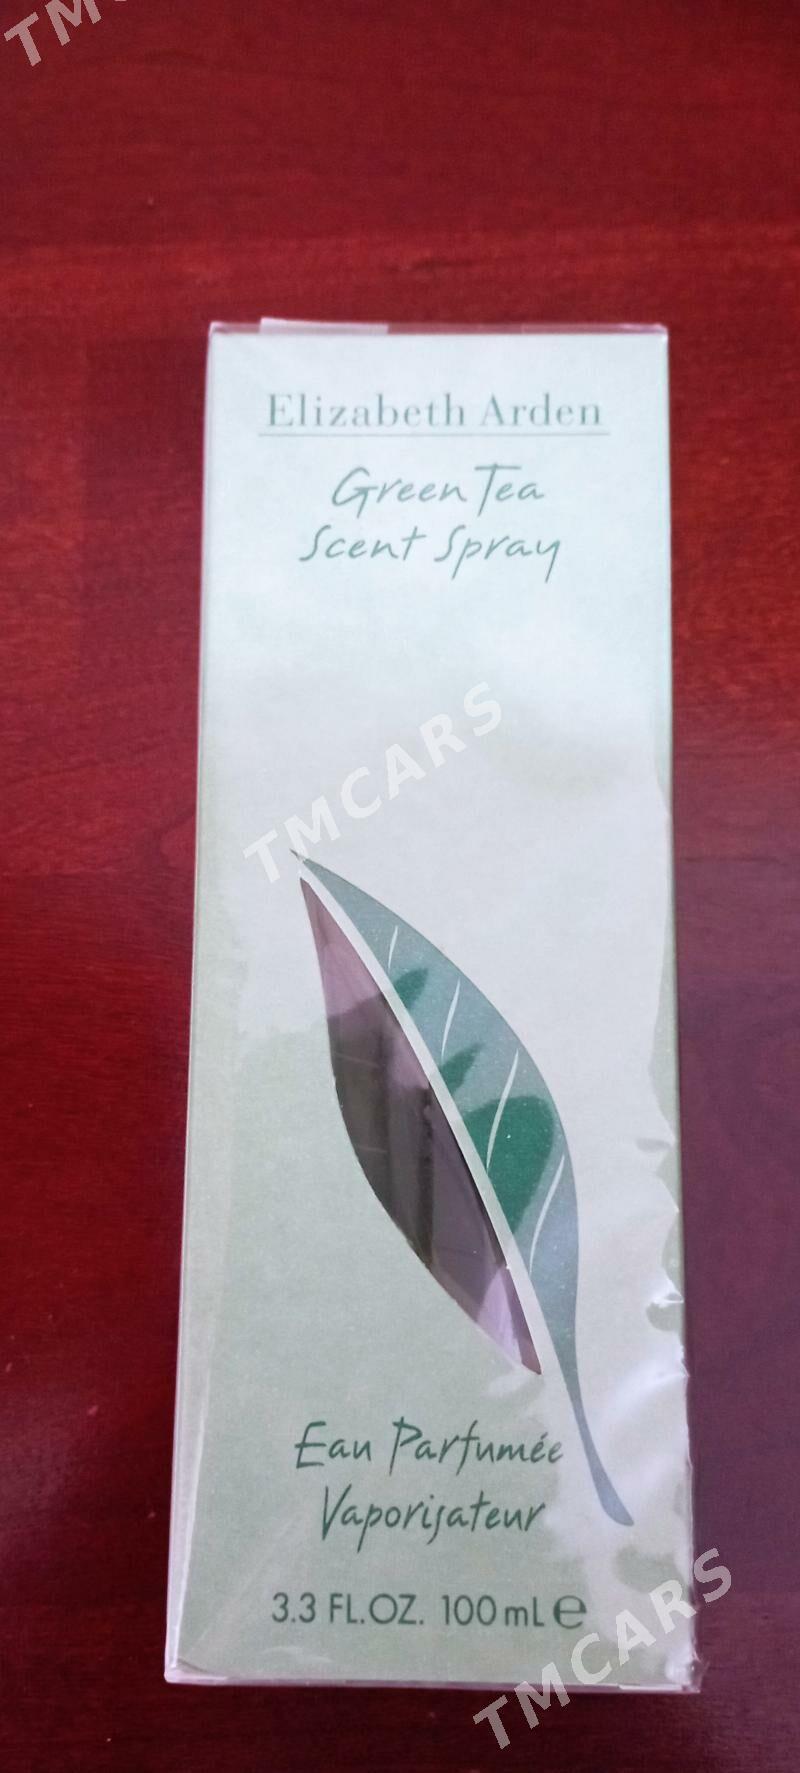 TMCARS
Elizabeth Arden
Green Tea
Scent Spray
TMCARS
Eau Parfumée
Vaporisateur
3.3 FL.OZ. 100 mL e
TMCARS